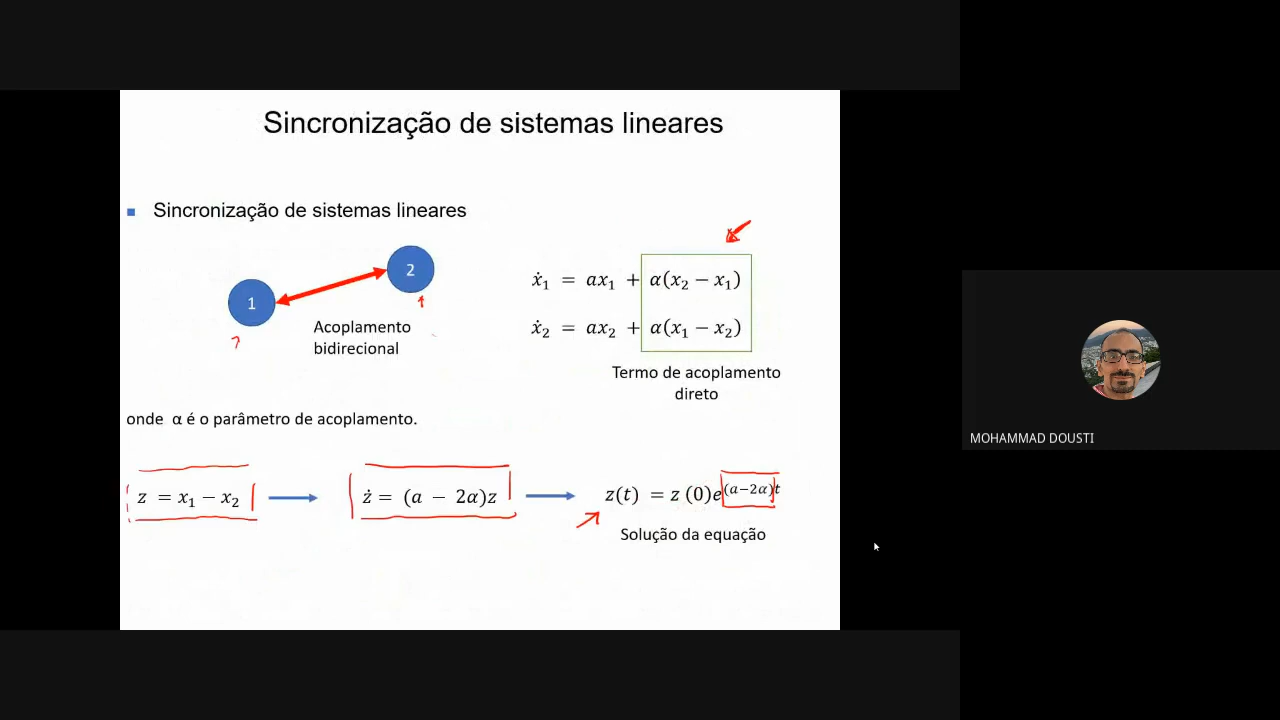 Sincronização de sistemas lineares
Sincronização de sistemas lineares
1
2
Acoplamento
bidirecional
ẋ₁ = ax₁ + α(x₂ − x₁)
ẋ₂ = ax₂ + α(x₁ − x₂)
Termo de acoplamento
direto
onde α é o parâmetro de acoplamento.
z = x₁ − x₂
ż = (a − 2α)z
z(t) = z (0)e^(a−2α)t
Solução da equação
MOHAMMAD DOUSTI